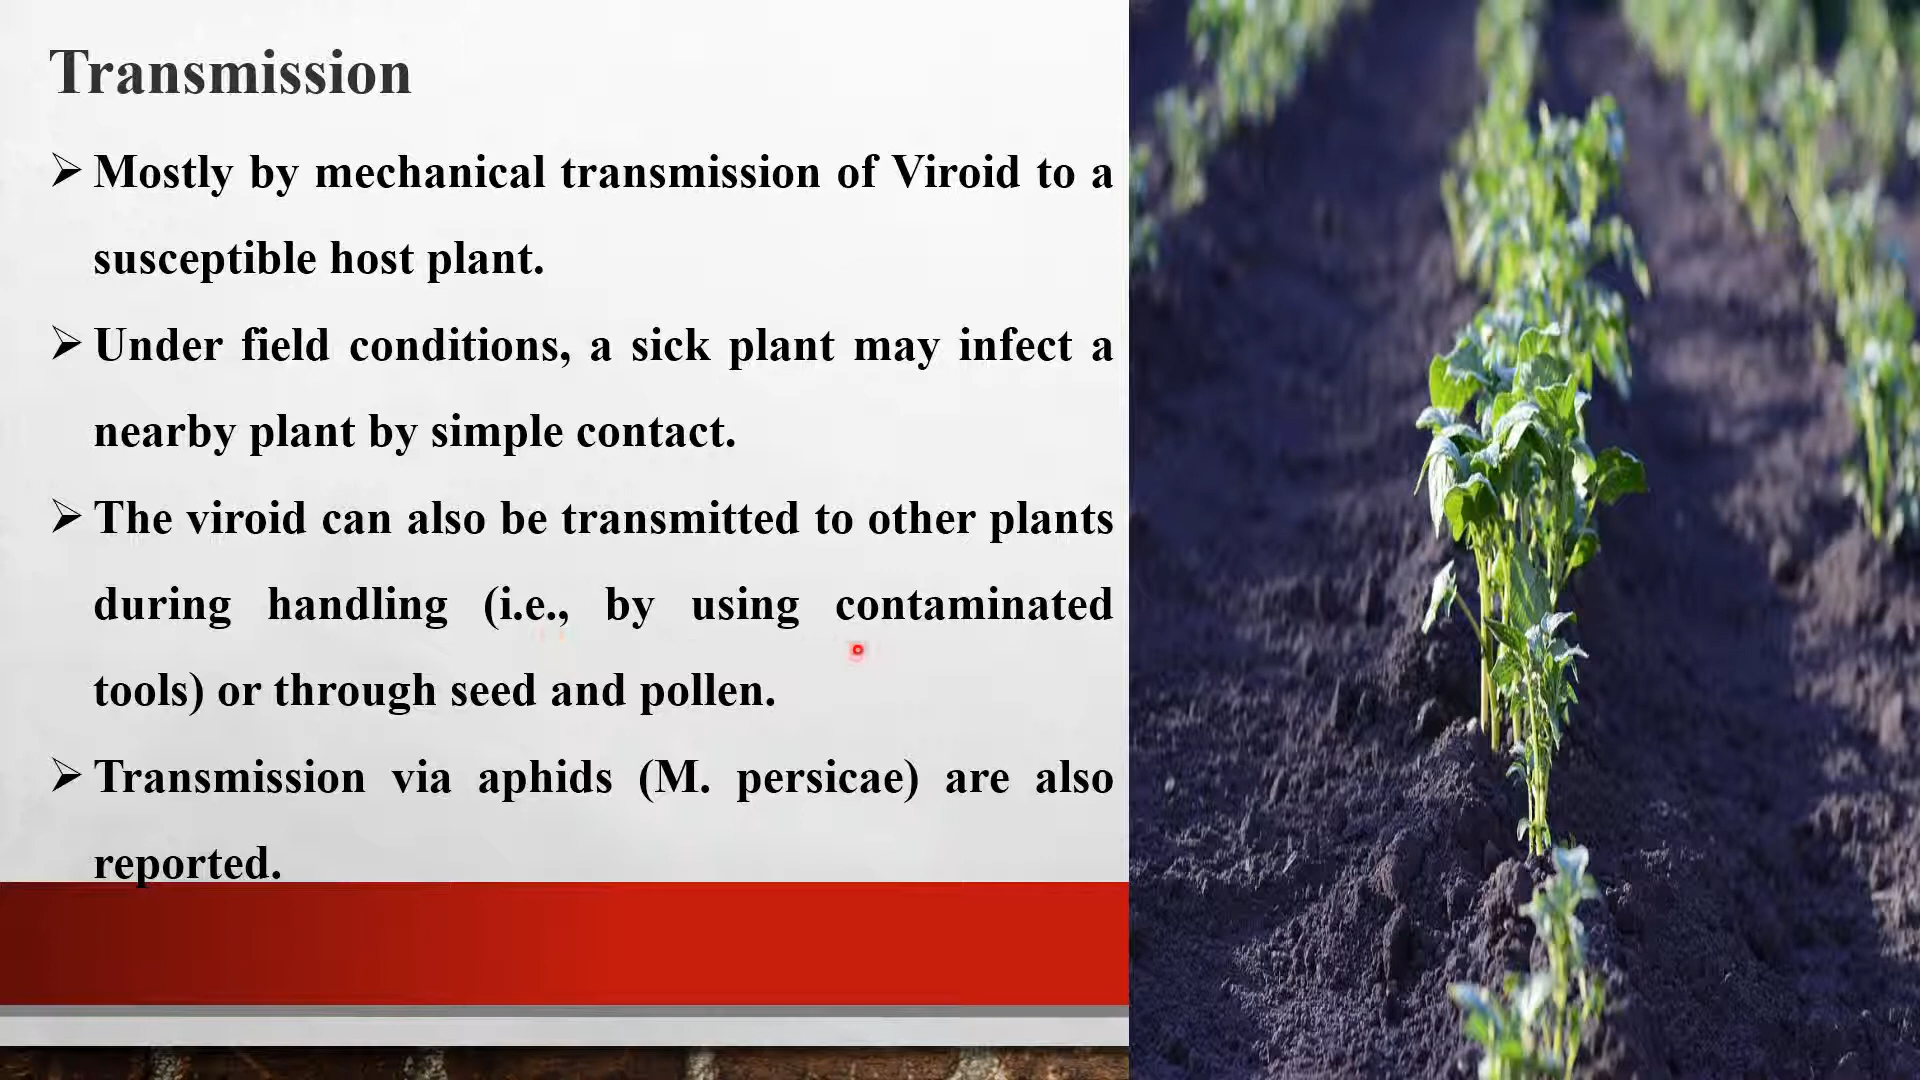 Transmission
Mostly by mechanical transmission of Viroid to a
susceptible host plant.
Under field conditions, a sick plant may infect a
nearby plant by simple contact.
The viroid can also be transmitted to other plants
during handling (i.e., by using contaminated
tools) or through seed and pollen.
Transmission via aphids (M. persicae) are also
reported.